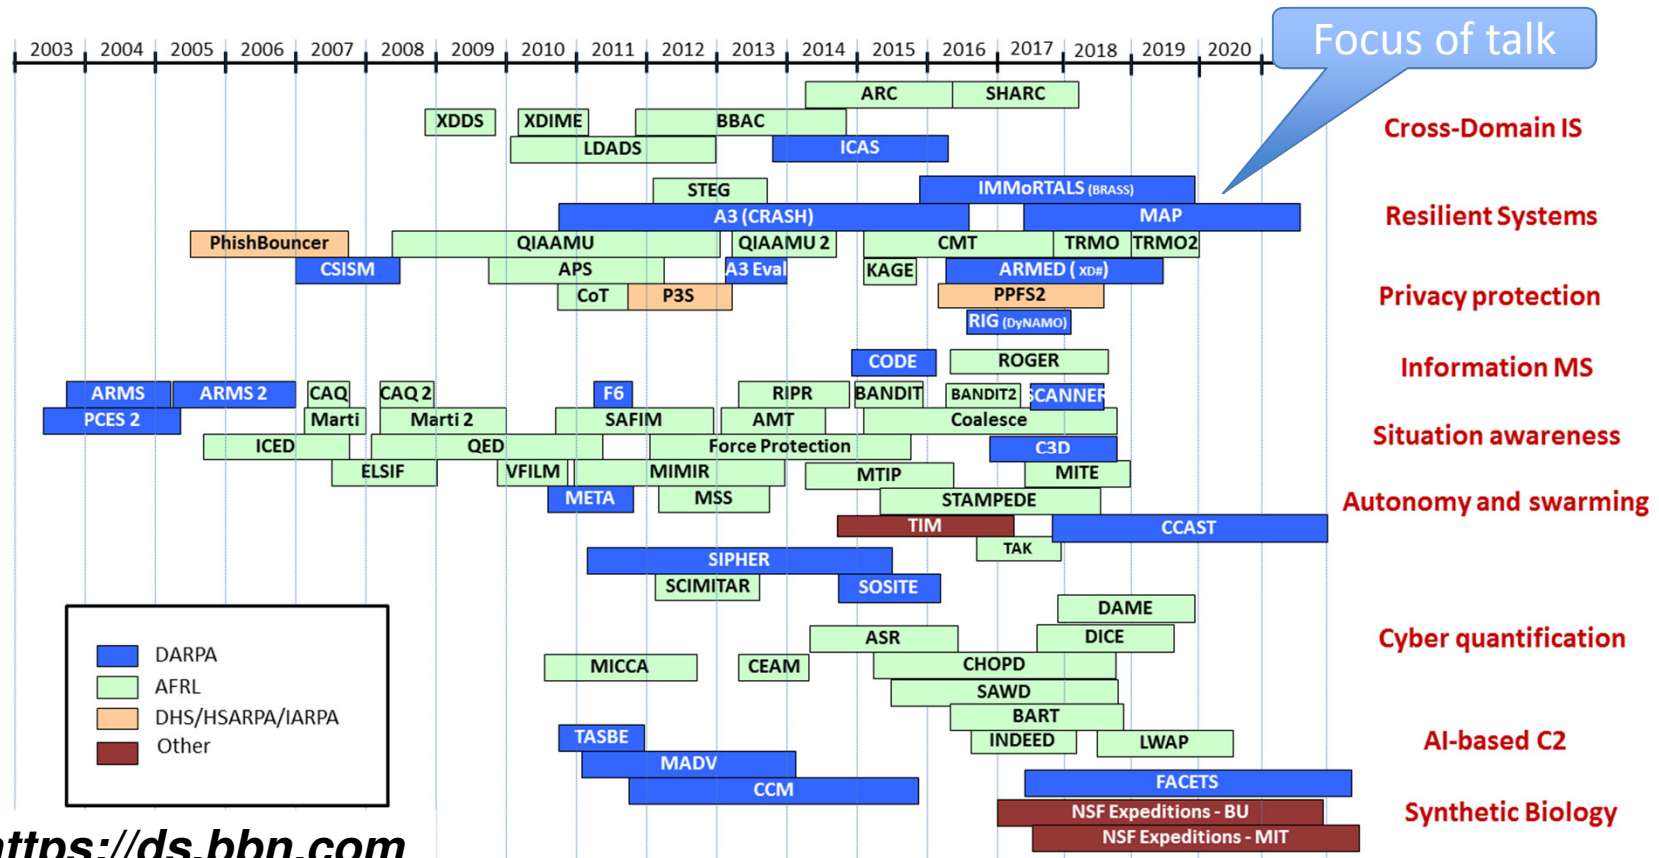 Focus of talk
2003 2004 2005 2006 2007 2008 2009 2010 2011 2012 2013 2014 2015 2016 2017 2018 2019 2020
ARC SHARC
XDDS XDIME BBAC
Cross-Domain IS
LDADS ICAS
STEG IMMoRTALS (BRASS)
A3 (CRASH) MAP
Resilient Systems
PhishBouncer QIAAMU QIAAMU 2 CMT TRMO TRMO2
CSISM APS A3 Eval KAGE ARMED ( XD#)
CoT P3S PPFS2
Privacy protection
RIG (DyNAMO)
CODE ROGER
Information MS
ARMS ARMS 2 CAQ CAQ 2 F6 RIPR BANDIT BANDIT2 SCANNER
PCES 2 Marti Marti 2 SAFIM AMT Coalesce
Situation awareness
ICED QED Force Protection C3D
ELSIF VFILM MIMIR MTIP MITE
META MSS STAMPEDE
Autonomy and swarming
TIM CCAST
TAK
SIPHER
SCIMITAR SOSITE
DAME
ASR DICE
Cyber quantification
MICCA CEAM CHOPD
SAWD
BART
TASBE INDEED LWAP
AI-based C2
MADV
CCM FACETS
NSF Expeditions - BU
Synthetic Biology
NSF Expeditions - MIT
DARPA
AFRL
DHS/HSARPA/IARPA
Other
https://ds.bbn.com